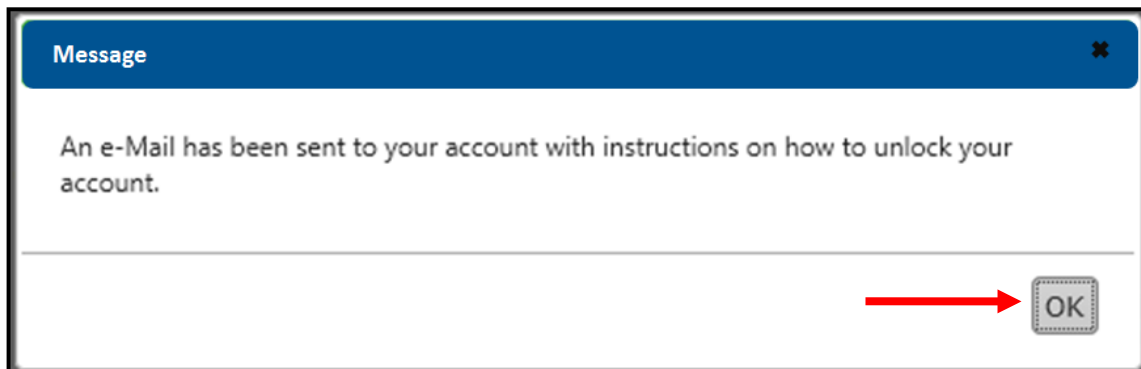 Message
An e-Mail has been sent to your account with instructions on how to unlock your
account.
OK